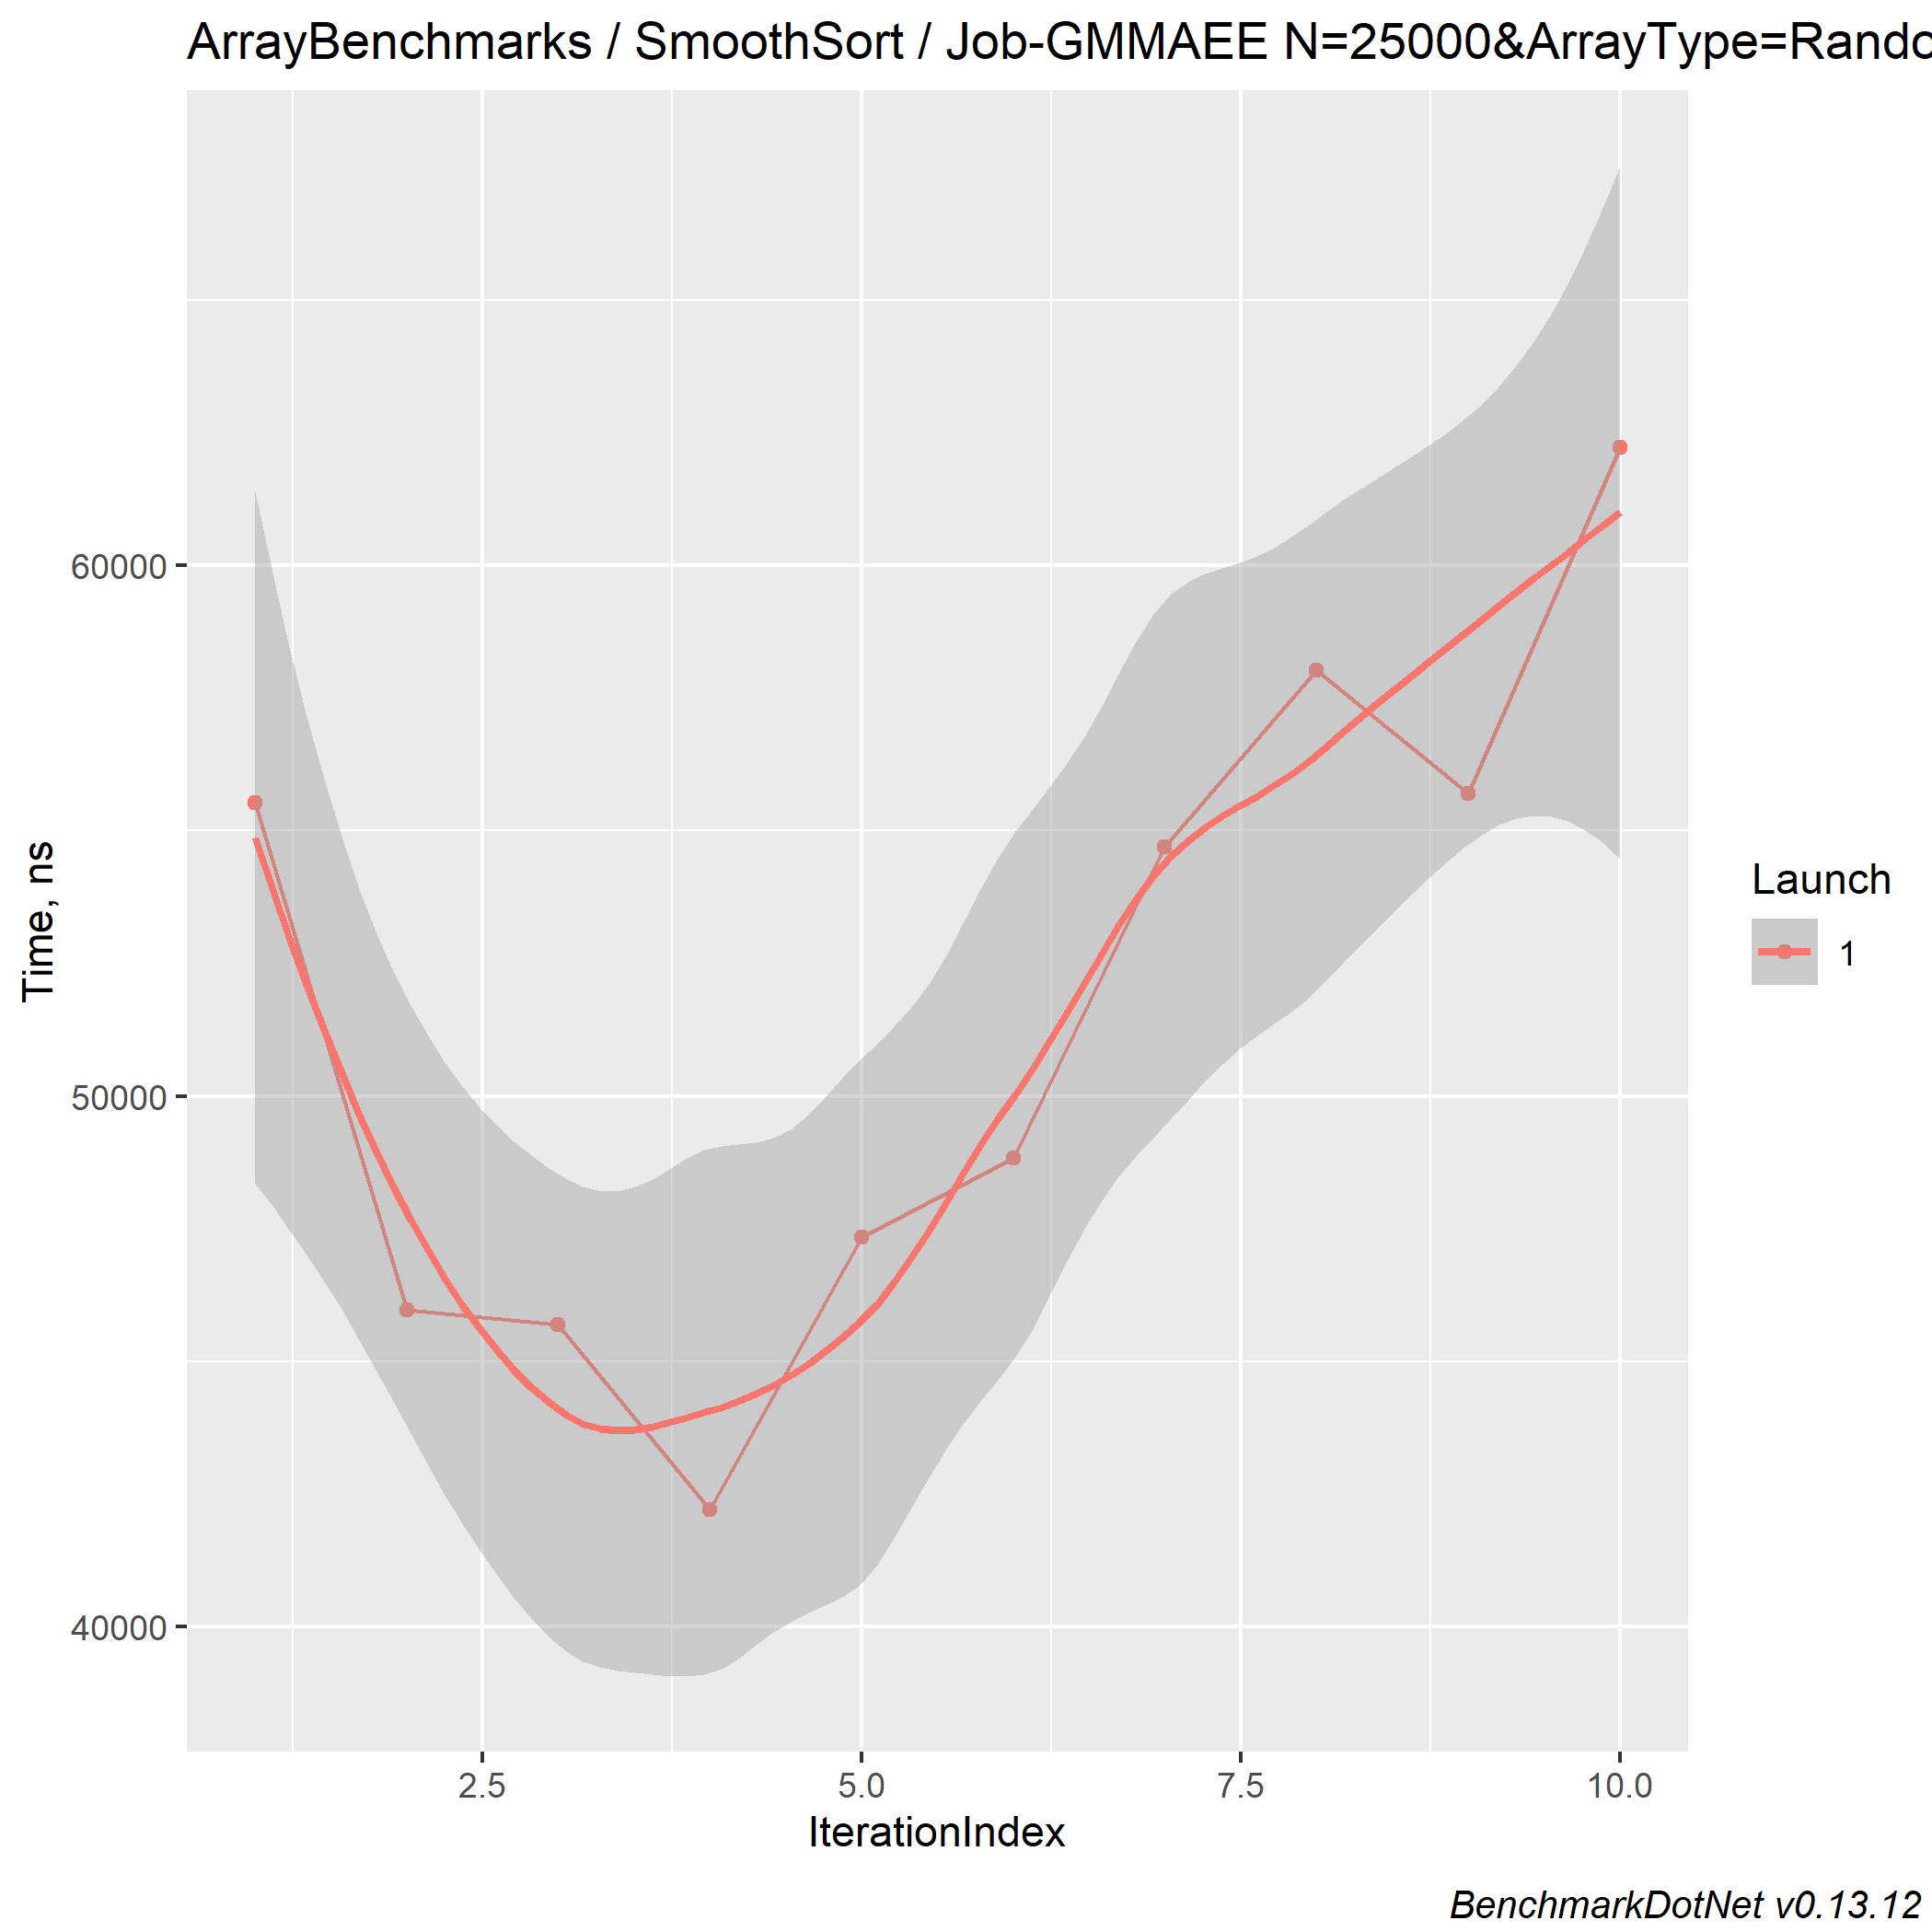 ArrayBenchmarks / SmoothSort / Job-GMMAEE N=25000&ArrayType=Rando
Time, ns
60000
50000
40000
2.5 5.0 7.5 10.0
IterationIndex
Launch
1
BenchmarkDotNet v0.13.12